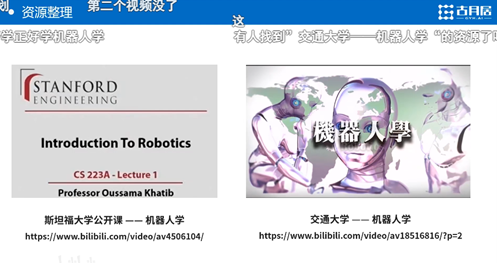 划
第二个视频没了
资源整理
这
古月居
学正好学机器人学
有人找到”交通大学——机器人学“的资源了
STANFORD
ENGINEERING
Introduction To Robotics
CS 223A - Lecture 1
Professor Oussama Khatib
機器人學
斯坦福大学公开课 —— 机器人学
https://www.bilibili.com/video/av4506104/
交通大学 —— 机器人学
https://www.bilibili.com/video/av18516816/?p=2